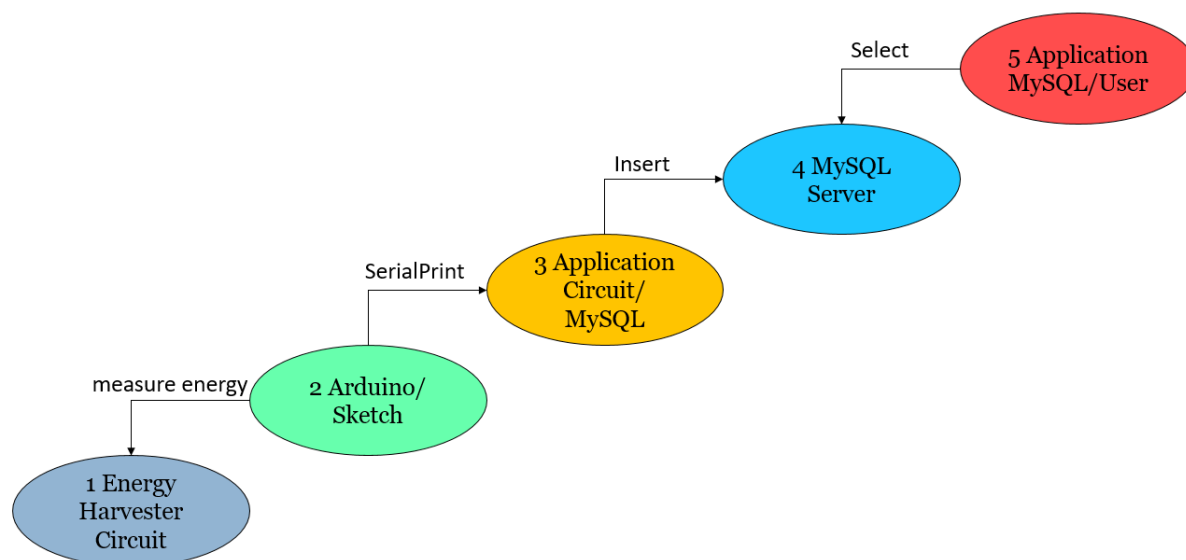 Select
5 Application
MySQL/User
Insert
4 MySQL
Server
SerialPrint
3 Application
Circuit/
MySQL
measure energy
2 Arduino/
Sketch
1 Energy
Harvester
Circuit